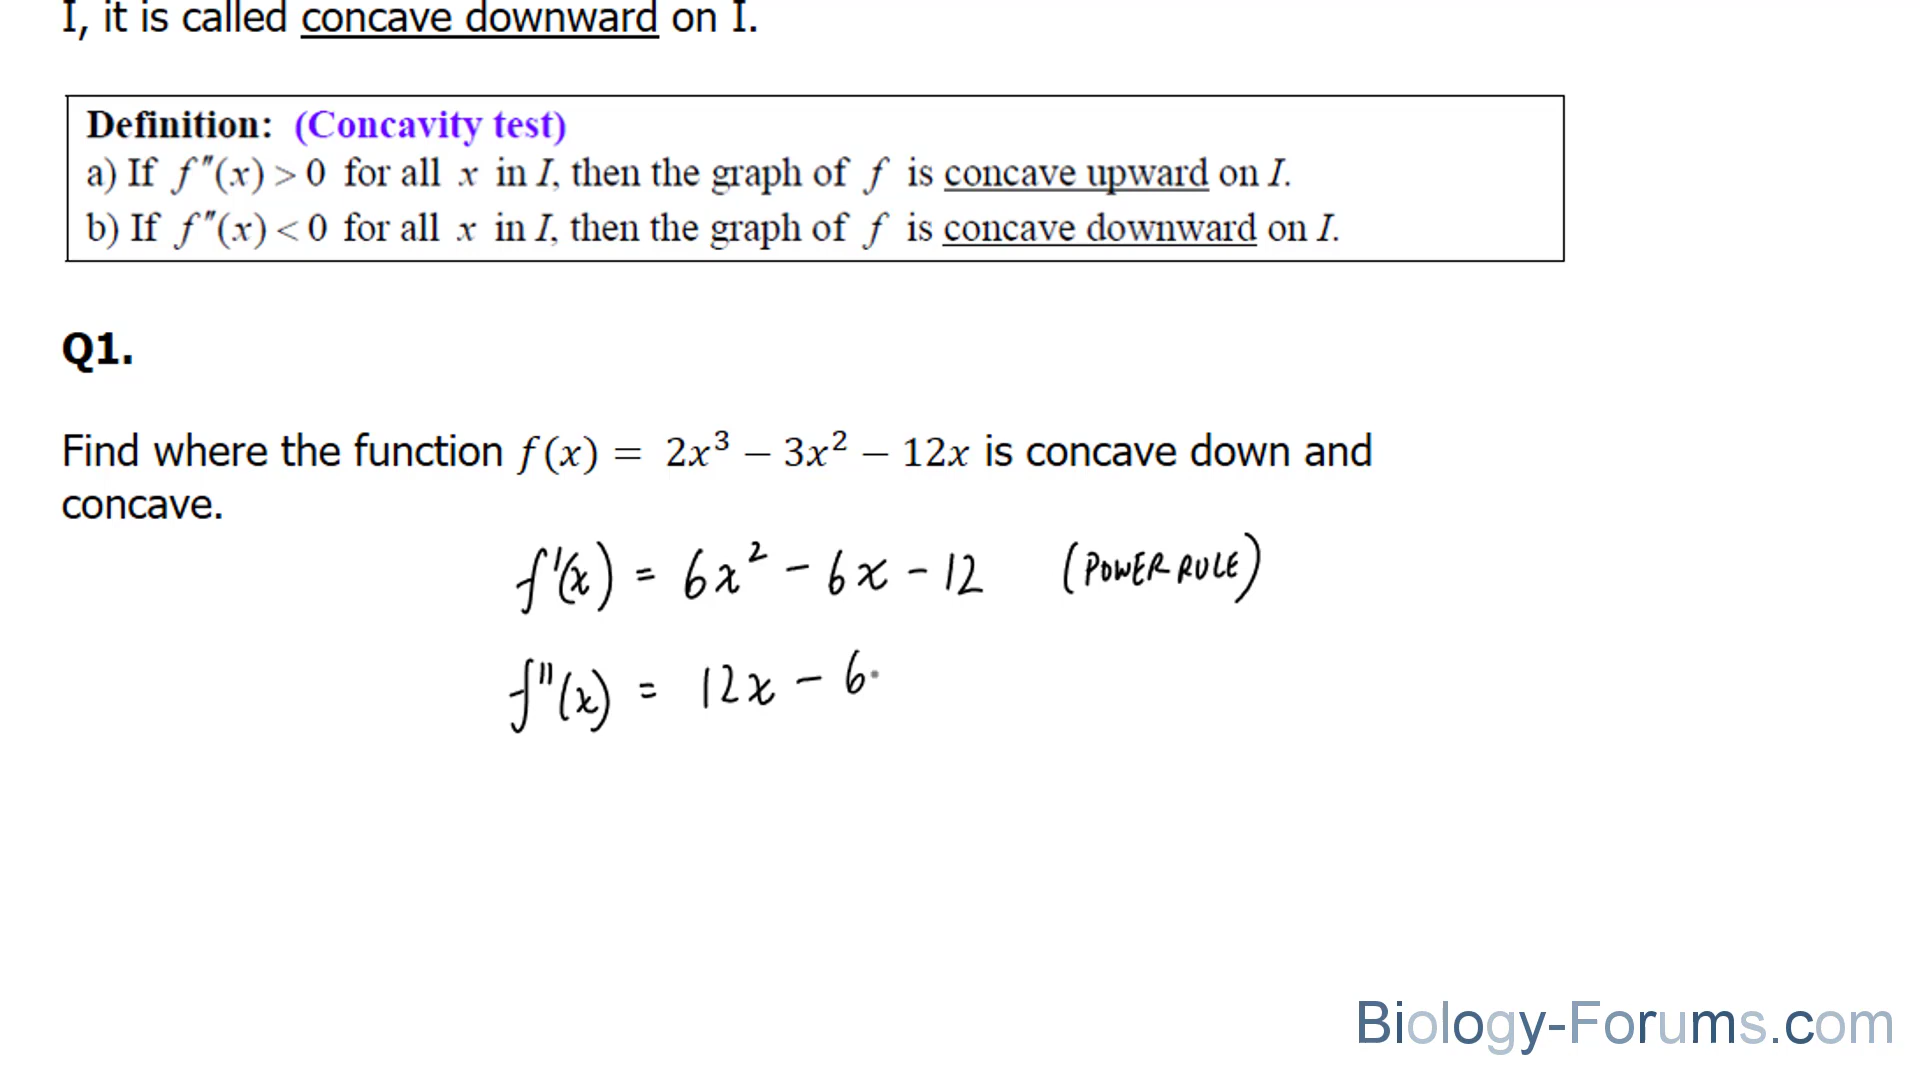 I, it is called concave downward on I.
Definition: (Concavity test)
a) If f″(x) > 0 for all x in I, then the graph of f is concave upward on I.
b) If f″(x) < 0 for all x in I, then the graph of f is concave downward on I.
Q1.
Find where the function f(x) = 2x³ − 3x² − 12x is concave down and
concave.
f'(x) = 6x² - 6x - 12 (POWER RULE)
f"(x) = 12x - 6
Biology-Forums.com